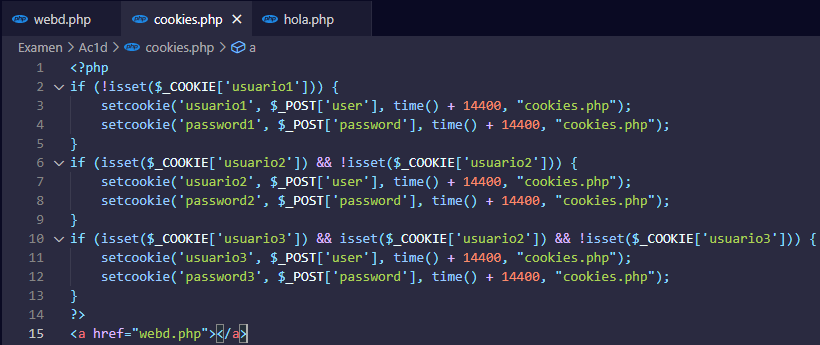 webd.php
cookies.php
hola.php
Examen > Ac1d > cookies.php > a
1 <?php
2 if (!isset($_COOKIE['usuario1'])) {
3     setcookie('usuario1', $_POST['user'], time() + 14400, "cookies.php");
4     setcookie('password1', $_POST['password'], time() + 14400, "cookies.php");
5 }
6 if (isset($_COOKIE['usuario2']) && !isset($_COOKIE['usuario2'])) {
7     setcookie('usuario2', $_POST['user'], time() + 14400, "cookies.php");
8     setcookie('password2', $_POST['password'], time() + 14400, "cookies.php");
9 }
10 if (isset($_COOKIE['usuario3']) && isset($_COOKIE['usuario2']) && !isset($_COOKIE['usuario3'])) {
11     setcookie('usuario3', $_POST['user'], time() + 14400, "cookies.php");
12     setcookie('password3', $_POST['password'], time() + 14400, "cookies.php");
13 }
14 ?>
15 <a href="webd.php"></a>